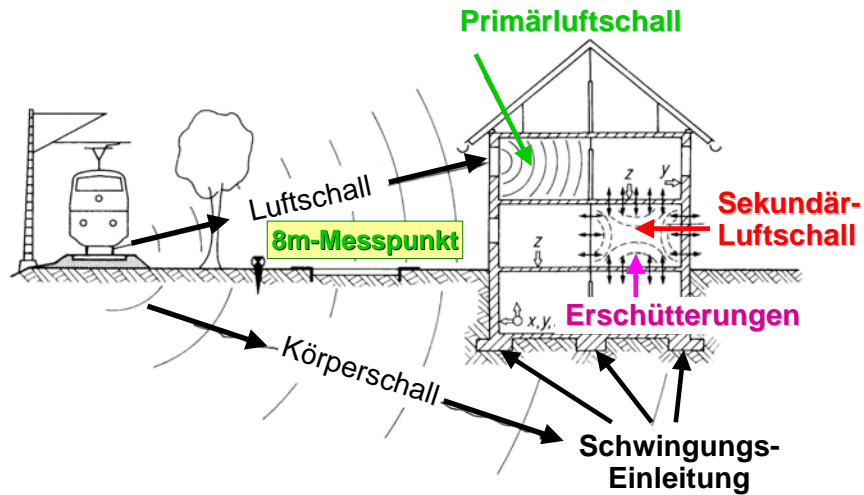 Primärluftschall
Luftschall
8m-Messpunkt
z
y
Sekundär-
Luftschall
z
x,y,
Erschütterungen
Körperschall
Schwingungs-
Einleitung